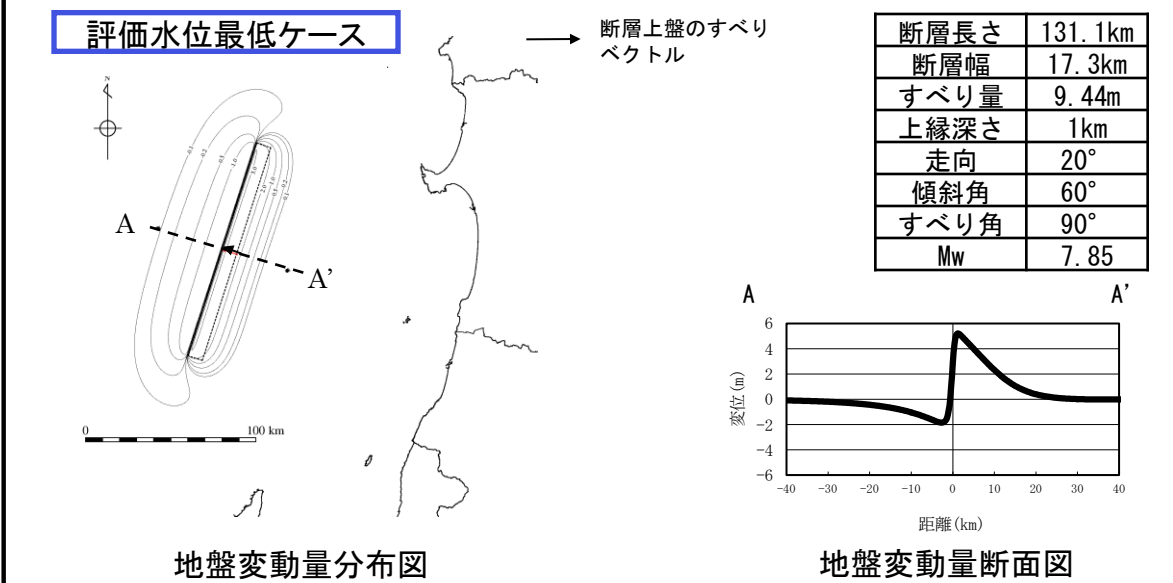 評価水位最低ケース
断層上盤のすべり
ベクトル
断層長さ 131.1km
断層幅 17.3km
すべり量 9.44m
上縁深さ 1km
走向 20°
傾斜角 60°
すべり角 90°
Mw 7.85
N
A
A’
0 100 km
地盤変動量分布図
A A’
変位(m)
6
4
2
0
-2
-4
-6
-40 -30 -20 -10 0 10 20 30 40
距離(km)
地盤変動量断面図